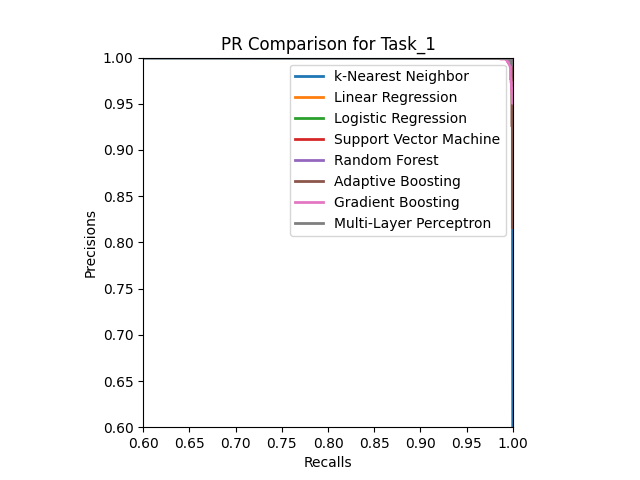 PR Comparison for Task_1
1.00
0.95
0.90
0.85
0.80
0.75
0.70
0.65
0.60
Precisions
k-Nearest Neighbor
Linear Regression
Logistic Regression
Support Vector Machine
Random Forest
Adaptive Boosting
Gradient Boosting
Multi-Layer Perceptron
0.60 0.65 0.70 0.75 0.80 0.85 0.90 0.95 1.00
Recalls